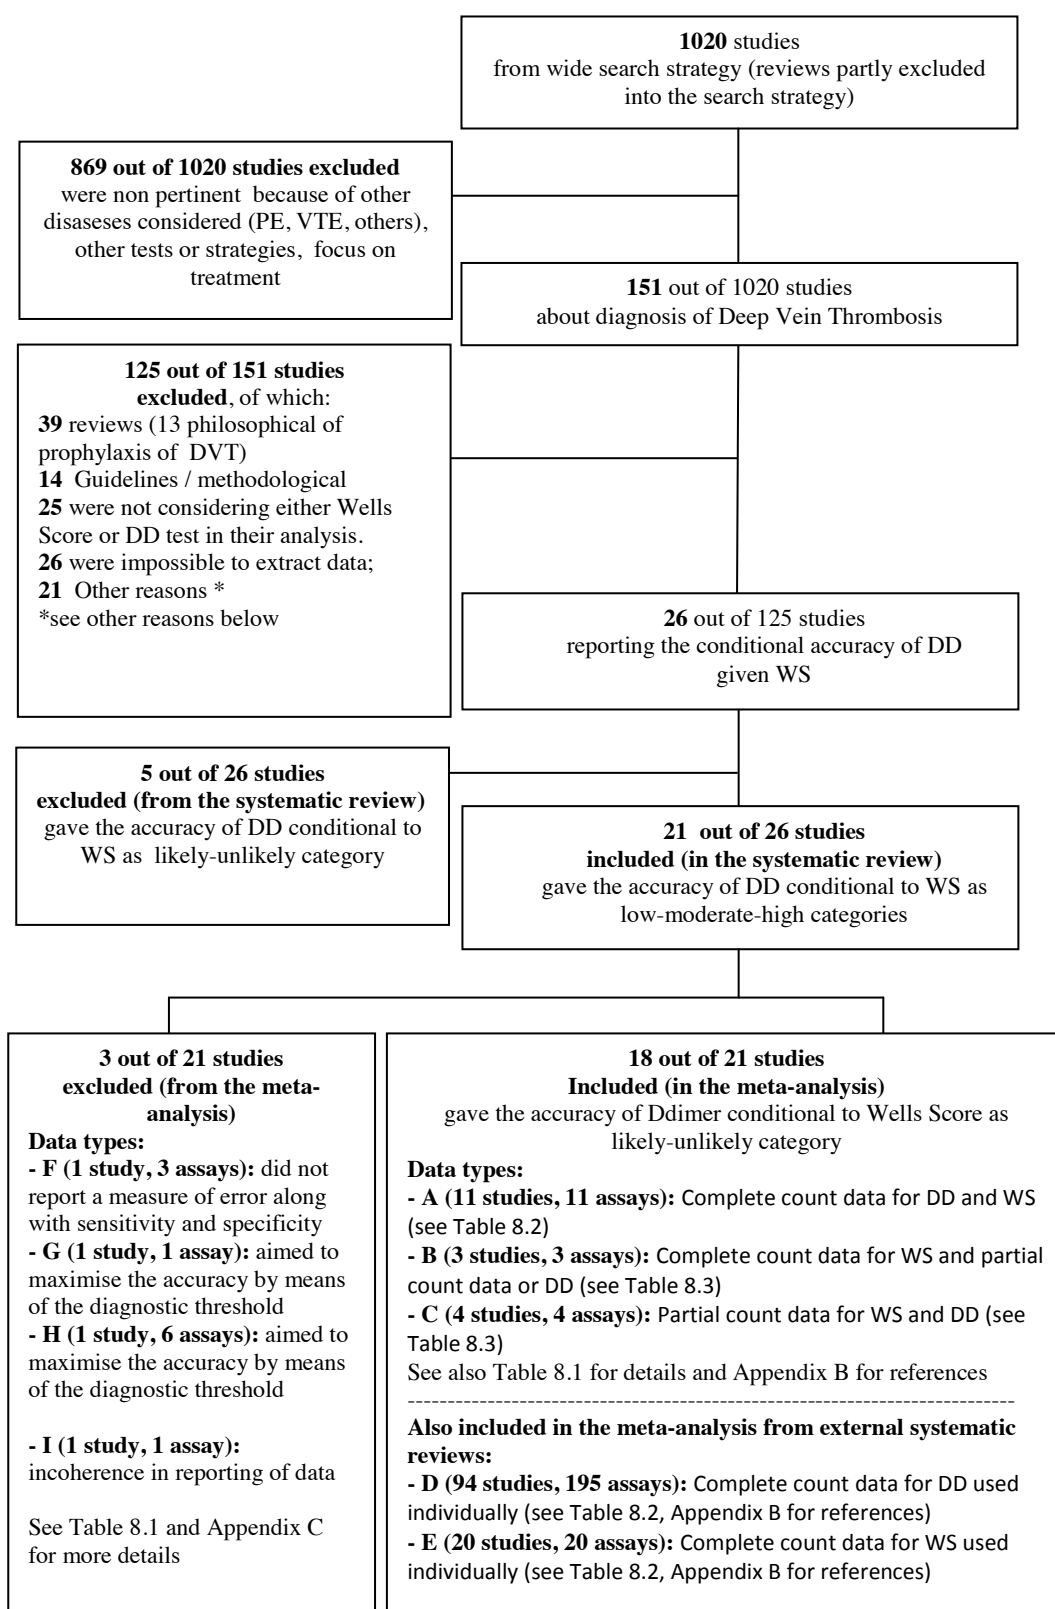 1020 studies
from wide search strategy (reviews partly excluded
into the search strategy)
869 out of 1020 studies excluded
were non pertinent because of other
disaseses considered (PE, VTE, others),
other tests or strategies, focus on
treatment
151 out of 1020 studies
about diagnosis of Deep Vein Thrombosis
125 out of 151 studies
excluded, of which:
39 reviews (13 philosophical of
prophylaxis of DVT)
14 Guidelines / methodological
25 were not considering either Wells
Score or DD test in their analysis.
26 were impossible to extract data;
21 Other reasons *
*see other reasons below
26 out of 125 studies
reporting the conditional accuracy of DD
given WS
5 out of 26 studies
excluded (from the systematic review)
gave the accuracy of DD conditional to
WS as likely-unlikely category
21 out of 26 studies
included (in the systematic review)
gave the accuracy of DD conditional to WS as
low-moderate-high categories
3 out of 21 studies
excluded (from the meta-
analysis)
Data types:
- F (1 study, 3 assays): did not
report a measure of error along
with sensitivity and specificity
- G (1 study, 1 assay): aimed to
maximise the accuracy by means
of the diagnostic threshold
- H (1 study, 6 assays): aimed to
maximise the accuracy by means
of the diagnostic threshold
- I (1 study, 1 assay):
incoherence in reporting of data
See Table 8.1 and Appendix C
for more details
18 out of 21 studies
Included (in the meta-analysis)
gave the accuracy of Ddimer conditional to Wells Score as
likely-unlikely category
Data types:
- A (11 studies, 11 assays): Complete count data for DD and WS
(see Table 8.2)
- B (3 studies, 3 assays): Complete count data for WS and partial
count data or DD (see Table 8.3)
- C (4 studies, 4 assays): Partial count data for WS and DD (see
Table 8.3)
See also Table 8.1 for details and Appendix B for references
----------------------------------------------------------------------------
Also included in the meta-analysis from external systematic
reviews:
- D (94 studies, 195 assays): Complete count data for DD used
individually (see Table 8.2, Appendix B for references)
- E (20 studies, 20 assays): Complete count data for WS used
individually (see Table 8.2, Appendix B for references)